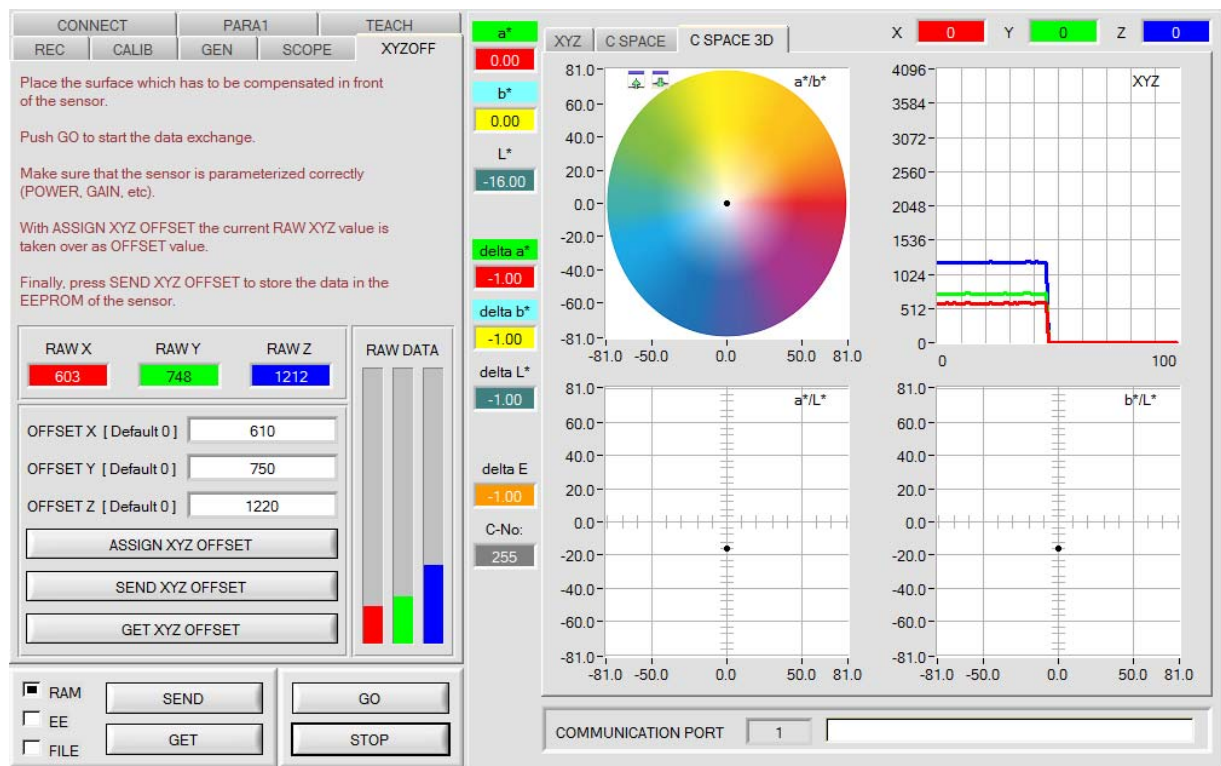 CONNECT PARA1 TEACH
REC CALIB GEN SCOPE XYZOFF
Place the surface which has to be compensated in front
of the sensor.
Push GO to start the data exchange.
Make sure that the sensor is parameterized correctly
(POWER, GAIN, etc).
With ASSIGN XYZ OFFSET the current RAW XYZ value is
taken over as OFFSET value.
Finally, press SEND XYZ OFFSET to store the data in the
EEPROM of the sensor.
RAW X RAW Y RAW Z
603 748 1212
RAW DATA
OFFSET X [ Default 0 ] 610
OFFSET Y [ Default 0 ] 750
OFFSET Z [ Default 0 ] 1220
ASSIGN XYZ OFFSET
SEND XYZ OFFSET
GET XYZ OFFSET
RAM
EE
FILE
SEND
GET
GO
STOP
a*
0.00
b*
0.00
L*
-16.00
delta a*
-1.00
delta b*
-1.00
delta L*
-1.00
delta E
-1.00
C-No:
255
XYZ C SPACE C SPACE 3D
X 0 Y 0 Z 0
a*/b*
81.0
60.0
40.0
20.0
0.0
-20.0
-40.0
-60.0
-81.0
-81.0 -50.0 0.0 50.0 81.0
XYZ
4096
3584
3072
2560
2048
1536
1024
512
0
0 100
a*/L*
81.0
60.0
40.0
20.0
0.0
-20.0
-40.0
-60.0
-81.0
-81.0 -50.0 0.0 50.0 81.0
b*/L*
81.0
60.0
40.0
20.0
0.0
-20.0
-40.0
-60.0
-81.0
-81.0 -50.0 0.0 50.0 81.0
COMMUNICATION PORT 1